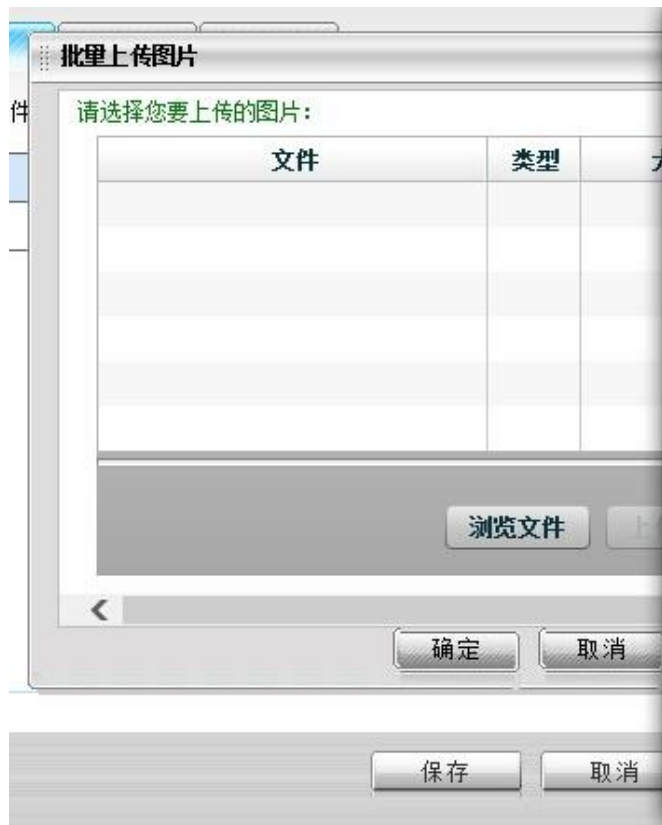 批量上传图片
件
请选择您要上传的图片：
文件 类型
浏览文件
确定 取消
保存 取消